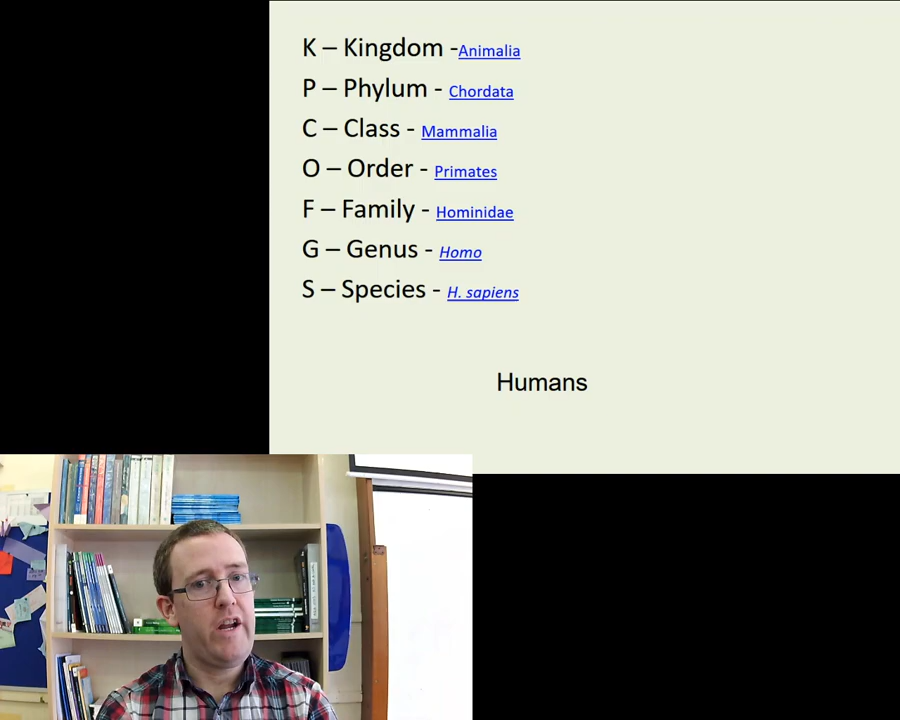 K – Kingdom -Animalia
P – Phylum - Chordata
C – Class - Mammalia
O – Order - Primates
F – Family - Hominidae
G – Genus - Homo
S – Species - H. sapiens
Humans